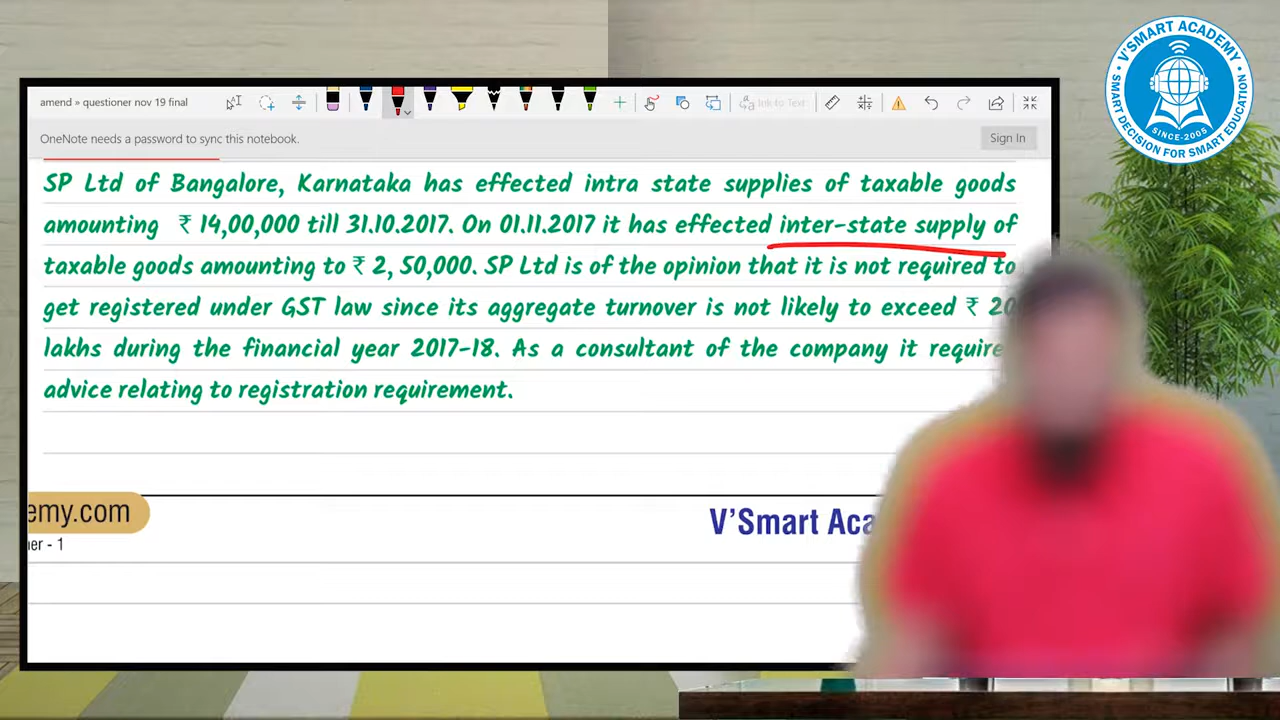 V'SMART ACADEMY
SMART DECISION FOR SMART EDUCATION
SINCE-2005
amend » questioner nov 19 final
Ink to Text
OneNote needs a password to sync this notebook.
Sign In
SP Ltd of Bangalore, Karnataka has effected intra state supplies of taxable goods
amounting ₹ 14,00,000 till 31.10.2017. On 01.11.2017 it has effected inter-state supply of
taxable goods amounting to ₹ 2, 50,000. SP Ltd is of the opinion that it is not required to
get registered under GST law since its aggregate turnover is not likely to exceed ₹ 20
lakhs during the financial year 2017-18. As a consultant of the company it require
advice relating to registration requirement.
emy.com
V'Smart Aca
er - 1